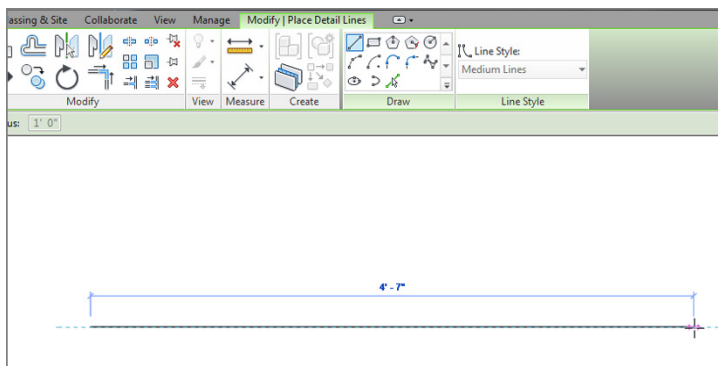 assing & Site Collaborate View Manage Modify | Place Detail Lines
Line Style:
Medium Lines
Modify View Measure Create Draw Line Style
us: 1' 0"
4' - 7"